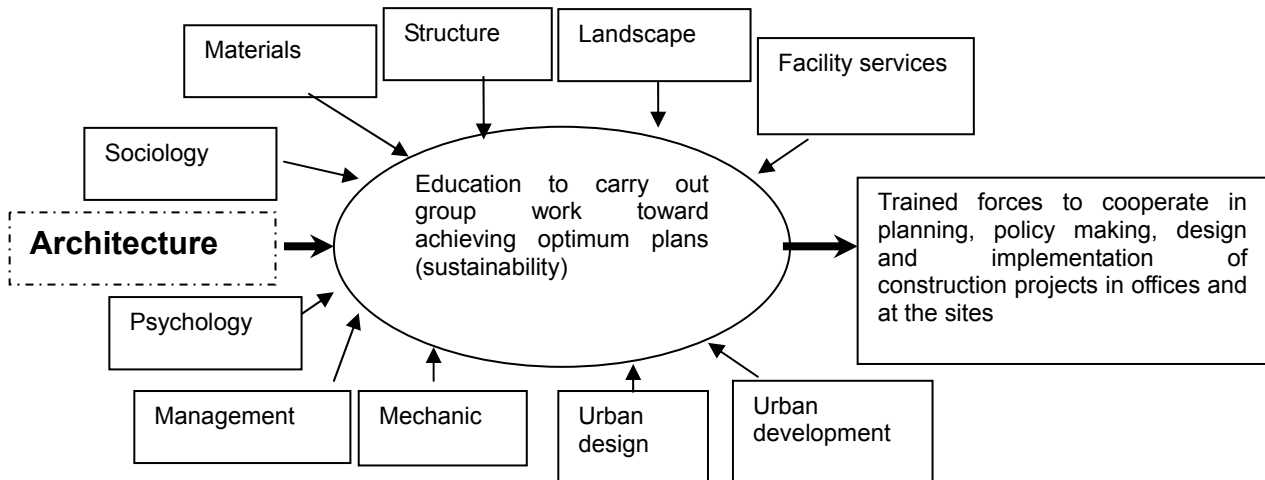 Structure
Landscape
Materials
Facility services
Sociology
Education to carry out
group work toward
achieving optimum plans
(sustainability)
Trained forces to cooperate in
planning, policy making, design
and implementation of
construction projects in offices and
at the sites
Architecture
Psychology
Management
Mechanic
Urban
design
Urban
development